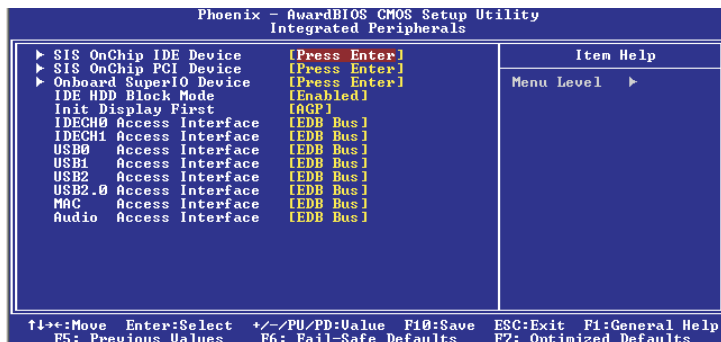 Phoenix - AwardBIOS CMOS Setup Utility
Integrated Peripherals
▶ SIS OnChip IDE Device [Press Enter]
▶ SIS OnChip PCI Device [Press Enter]
▶ Onboard SuperIO Device [Press Enter]
IDE HDD Block Mode [Enabled]
Init Display First [AGP]
IDECH0 Access Interface [EDB Bus]
IDECH1 Access Interface [EDB Bus]
USB0 Access Interface [EDB Bus]
USB1 Access Interface [EDB Bus]
USB2 Access Interface [EDB Bus]
USB2.0 Access Interface [EDB Bus]
MAC Access Interface [EDB Bus]
Audio Access Interface [EDB Bus]
Item Help
Menu Level ▶
↑↓→←:Move Enter:Select +/-/PU/PD:Value F10:Save ESC:Exit F1:General Help
F5: Previous Values F6: Fail-Safe Defaults F7: Optimized Defaults